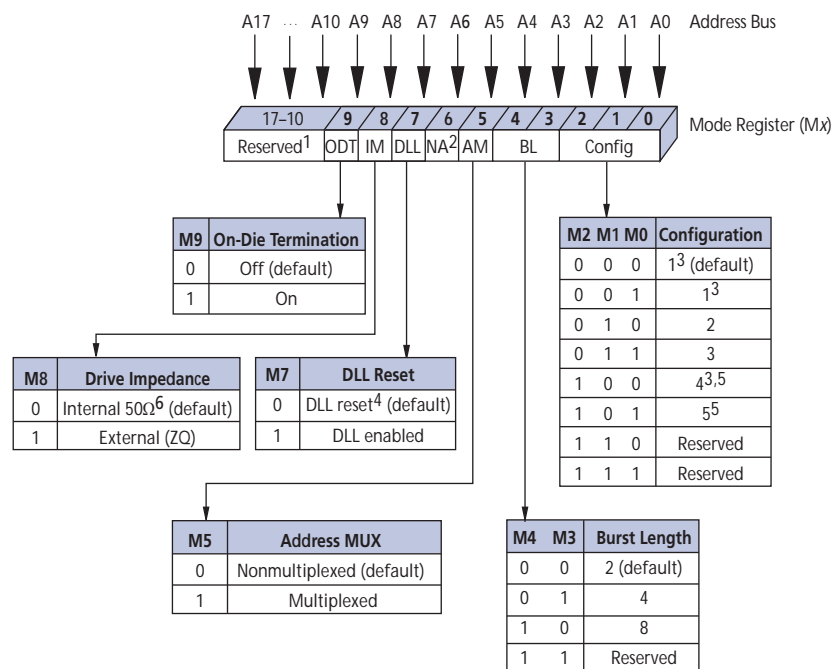 A17 ... A10 A9 A8 A7 A6 A5 A4 A3 A2 A1 A0 Address Bus
17–10 9 8 7 6 5 4 3 2 1 0 Mode Register (Mx)
Reserved1 ODT IM DLL NA2 AM BL Config
M9 On-Die Termination
0 Off (default)
1 On
M2 M1 M0 Configuration
0 0 0 13 (default)
0 0 1 13
0 1 0 2
0 1 1 3
1 0 0 43,5
1 0 1 55
1 1 0 Reserved
1 1 1 Reserved
M8 Drive Impedance
0 Internal 50Ω6 (default)
1 External (ZQ)
M7 DLL Reset
0 DLL reset4 (default)
1 DLL enabled
M5 Address MUX
0 Nonmultiplexed (default)
1 Multiplexed
M4 M3 Burst Length
0 0 2 (default)
0 1 4
1 0 8
1 1 Reserved